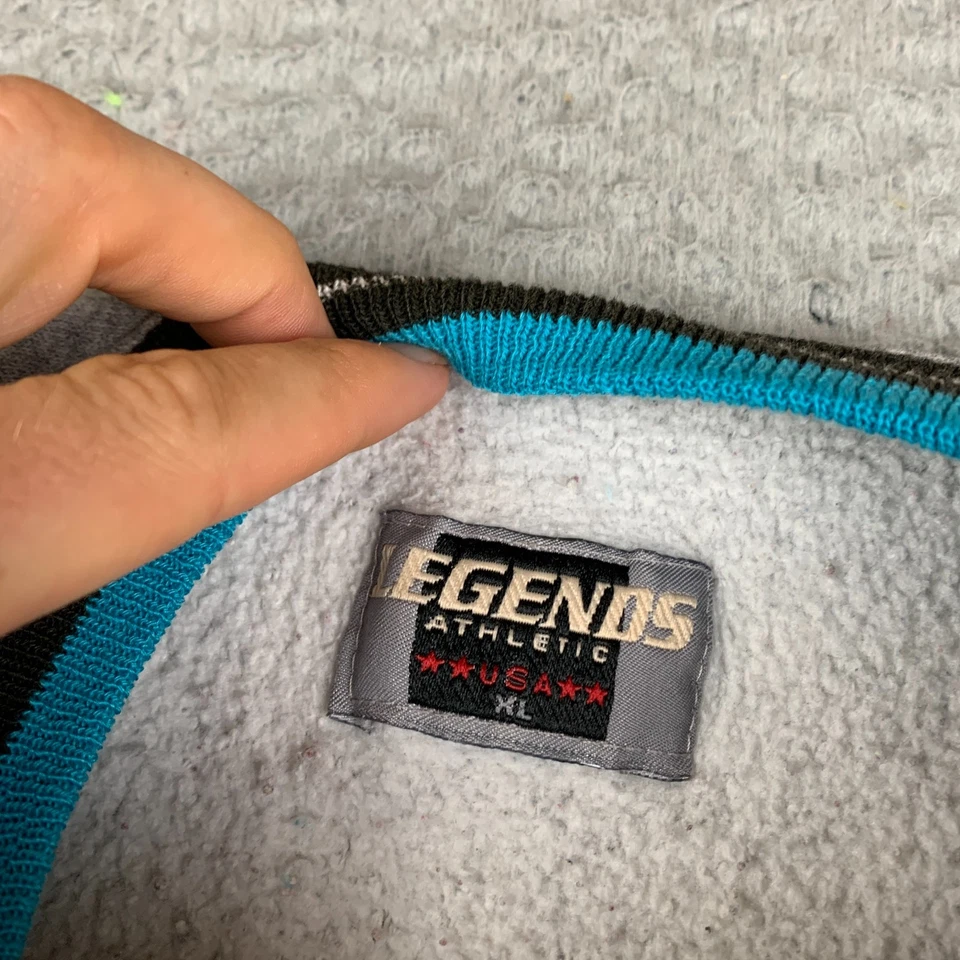 LEGENDS
ATHLETIC
★★USA★★
XL